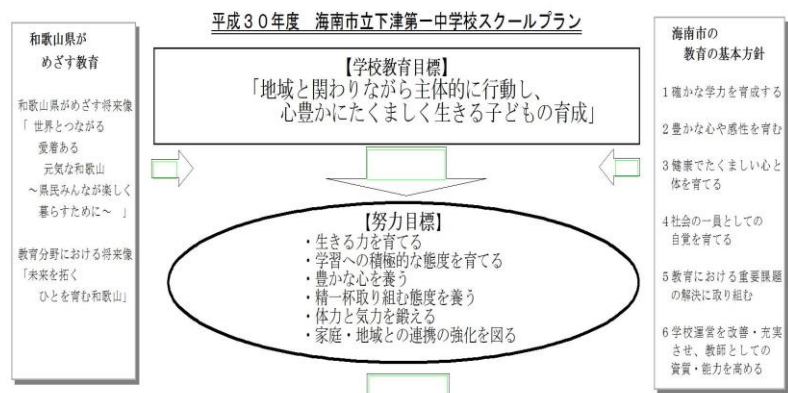 平成30年度 海南市立下津第一中学校スクールプラン
和歌山県が
めざす教育
和歌山県がめざす将来像
「 世界とつながる
愛着ある
元気な和歌山
～県民みんなが楽しく
暮らすために～ 」
教育分野における将来像
「未来を拓く
ひとを育む和歌山」
【学校教育目標】
「地域と関わりながら主体的に行動し、
心豊かにたくましく生きる子どもの育成」
【努力目標】
・生きる力を育てる
・学習への積極的な態度を育てる
・豊かな心を養う
・精一杯取り組む態度を養う
・体力と気力を鍛える
・家庭・地域との連携の強化を図る
海南市の
教育の基本方針
1確かな学力を育成する
2豊かな心や感性を育む
3健康でたくましい心と
体を育てる
4社会の一員としての
自覚を育てる
5教育における重要課題
の解決に取り組む
6学校運営を改善・充実
させ、教師としての
資質・能力を高める